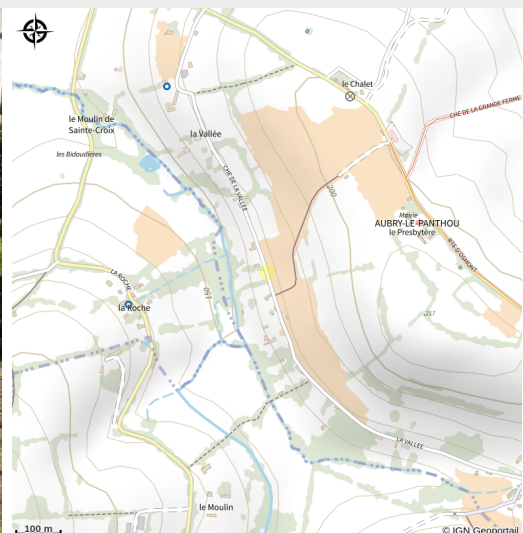 le Chalet
le Moulin de
Sainte-Croix
la Vallée
les Bidaudières
CHE DE LA GRANDE FERME
CHE DE LA VALLEE
200
Mairie
AUBRY-LE-PANTHOU
le Presbytère
RTE D'OSMONT
LA ROCHE
150
la Roche
217
LA VALLEE
le Moulin
100 m
© IGN Geoportail